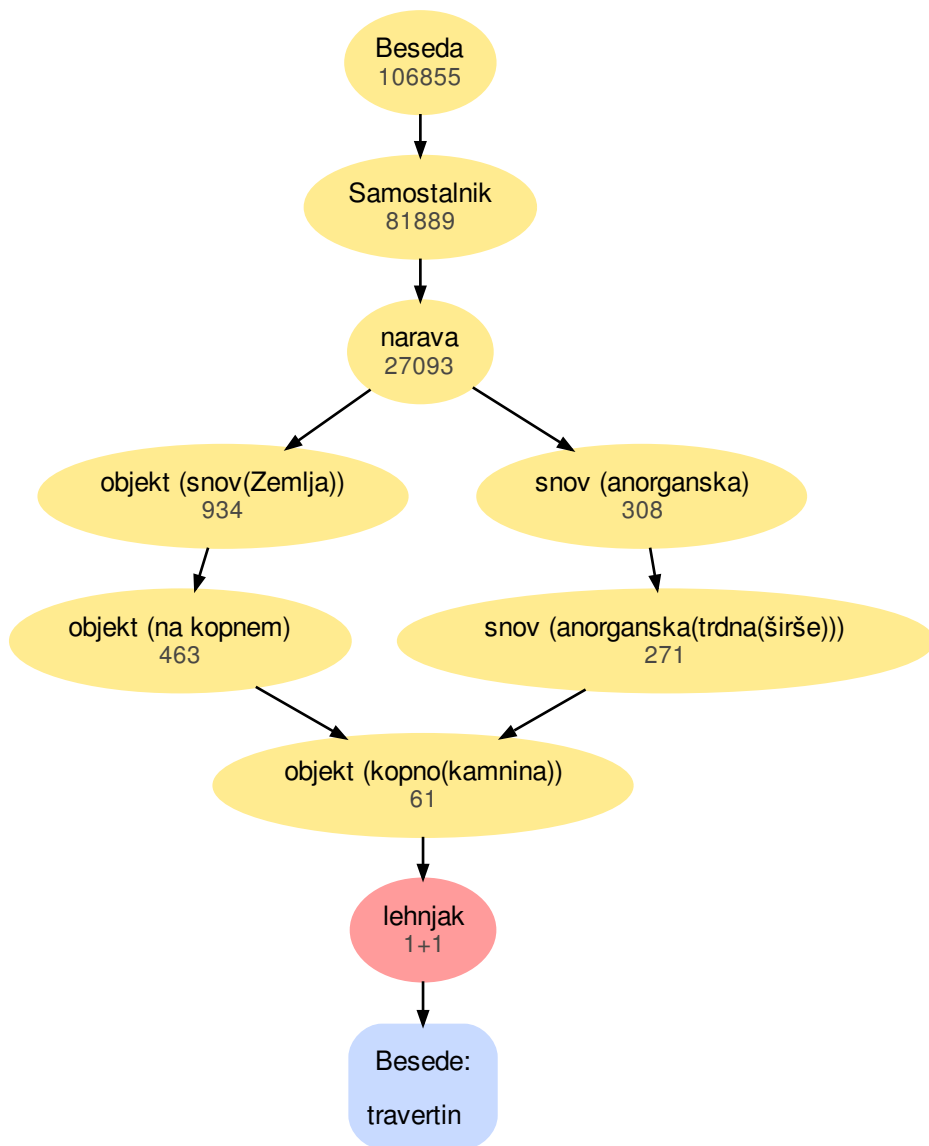 Beseda
106855
Samostalnik
81889
narava
27093
objekt (snov(Zemlja))
934
snov (anorganska)
308
objekt (na kopnem)
463
snov (anorganska(trdna(širše)))
271
objekt (kopno(kamnina))
61
lehnjak
1+1
Besede:
travertin